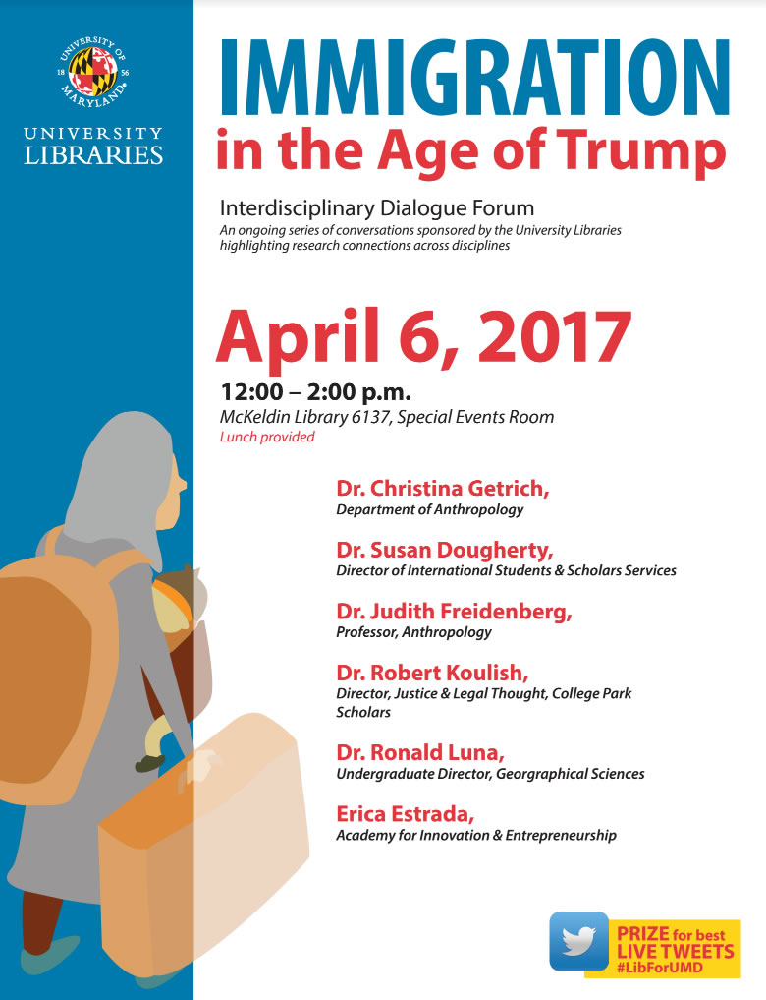 UNIVERSITY OF
18 56
MARYLAND
UNIVERSITY
LIBRARIES
IMMIGRATION
in the Age of Trump
Interdisciplinary Dialogue Forum
An ongoing series of conversations sponsored by the University Libraries
highlighting research connections across disciplines
April 6, 2017
12:00 – 2:00 p.m.
McKeldin Library 6137, Special Events Room
Lunch provided
Dr. Christina Getrich,
Department of Anthropology
Dr. Susan Dougherty,
Director of International Students & Scholars Services
Dr. Judith Freidenberg,
Professor, Anthropology
Dr. Robert Koulish,
Director, Justice & Legal Thought, College Park
Scholars
Dr. Ronald Luna,
Undergraduate Director, Georgraphical Sciences
Erica Estrada,
Academy for Innovation & Entrepreneurship
PRIZE for best
LIVE TWEETS
#LibForUMD